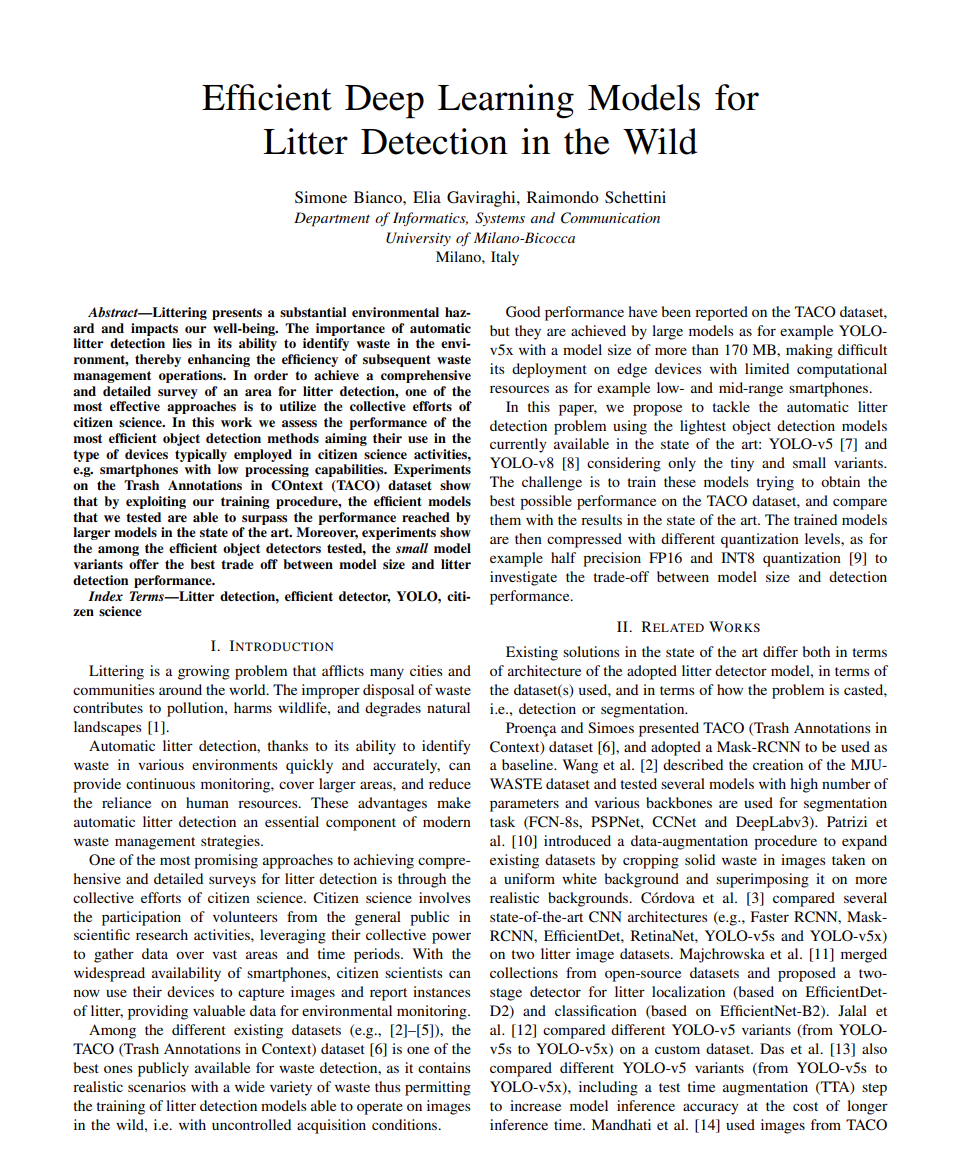 Efficient Deep Learning Models for
Litter Detection in the Wild
Simone Bianco, Elia Gaviraghi, Raimondo Schettini
Department of Informatics, Systems and Communication
University of Milano-Bicocca
Milano, Italy
Abstract—Littering presents a substantial environmental haz-
ard and impacts our well-being. The importance of automatic
litter detection lies in its ability to identify waste in the envi-
ronment, thereby enhancing the efficiency of subsequent waste
management operations. In order to achieve a comprehensive
and detailed survey of an area for litter detection, one of the
most effective approaches is to utilize the collective efforts of
citizen science. In this work we assess the performance of the
most efficient object detection methods aiming their use in the
type of devices typically employed in citizen science activities,
e.g. smartphones with low processing capabilities. Experiments
on the Trash Annotations in COntext (TACO) dataset show
that by exploiting our training procedure, the efficient models
that we tested are able to surpass the performance reached by
larger models in the state of the art. Moreover, experiments show
the among the efficient object detectors tested, the small model
variants offer the best trade off between model size and litter
detection performance.
Index Terms—Litter detection, efficient detector, YOLO, citi-
zen science
I. INTRODUCTION
Littering is a growing problem that afflicts many cities and
communities around the world. The improper disposal of waste
contributes to pollution, harms wildlife, and degrades natural
landscapes [1].
Automatic litter detection, thanks to its ability to identify
waste in various environments quickly and accurately, can
provide continuous monitoring, cover larger areas, and reduce
the reliance on human resources. These advantages make
automatic litter detection an essential component of modern
waste management strategies.
One of the most promising approaches to achieving compre-
hensive and detailed surveys for litter detection is through the
collective efforts of citizen science. Citizen science involves
the participation of volunteers from the general public in
scientific research activities, leveraging their collective power
to gather data over vast areas and time periods. With the
widespread availability of smartphones, citizen scientists can
now use their devices to capture images and report instances
of litter, providing valuable data for environmental monitoring.
Among the different existing datasets (e.g., [2]–[5]), the
TACO (Trash Annotations in Context) dataset [6] is one of the
best ones publicly available for waste detection, as it contains
realistic scenarios with a wide variety of waste thus permitting
the training of litter detection models able to operate on images
in the wild, i.e. with uncontrolled acquisition conditions.
Good performance have been reported on the TACO dataset,
but they are achieved by large models as for example YOLO-
v5x with a model size of more than 170 MB, making difficult
its deployment on edge devices with limited computational
resources as for example low- and mid-range smartphones.
In this paper, we propose to tackle the automatic litter
detection problem using the lightest object detection models
currently available in the state of the art: YOLO-v5 [7] and
YOLO-v8 [8] considering only the tiny and small variants.
The challenge is to train these models trying to obtain the
best possible performance on the TACO dataset, and compare
them with the results in the state of the art. The trained models
are then compressed with different quantization levels, as for
example half precision FP16 and INT8 quantization [9] to
investigate the trade-off between model size and detection
performance.
II. RELATED WORKS
Existing solutions in the state of the art differ both in terms
of architecture of the adopted litter detector model, in terms of
the dataset(s) used, and in terms of how the problem is casted,
i.e., detection or segmentation.
Proença and Simoes presented TACO (Trash Annotations in
Context) dataset [6], and adopted a Mask-RCNN to be used as
a baseline. Wang et al. [2] described the creation of the MJU-
WASTE dataset and tested several models with high number of
parameters and various backbones are used for segmentation
task (FCN-8s, PSPNet, CCNet and DeepLabv3). Patrizi et
al. [10] introduced a data-augmentation procedure to expand
existing datasets by cropping solid waste in images taken on
a uniform white background and superimposing it on more
realistic backgrounds. Córdova et al. [3] compared several
state-of-the-art CNN architectures (e.g., Faster RCNN, Mask-
RCNN, EfficientDet, RetinaNet, YOLO-v5s and YOLO-v5x)
on two litter image datasets. Majchrowska et al. [11] merged
collections from open-source datasets and proposed a two-
stage detector for litter localization (based on EfficientDet-
D2) and classification (based on EfficientNet-B2). Jalal et
al. [12] compared different YOLO-v5 variants (from YOLO-
v5s to YOLO-v5x) on a custom dataset. Das et al. [13] also
compared different YOLO-v5 variants (from YOLO-v5s to
YOLO-v5x), including a test time augmentation (TTA) step
to increase model inference accuracy at the cost of longer
inference time. Mandhati et al. [14] used images from TACO